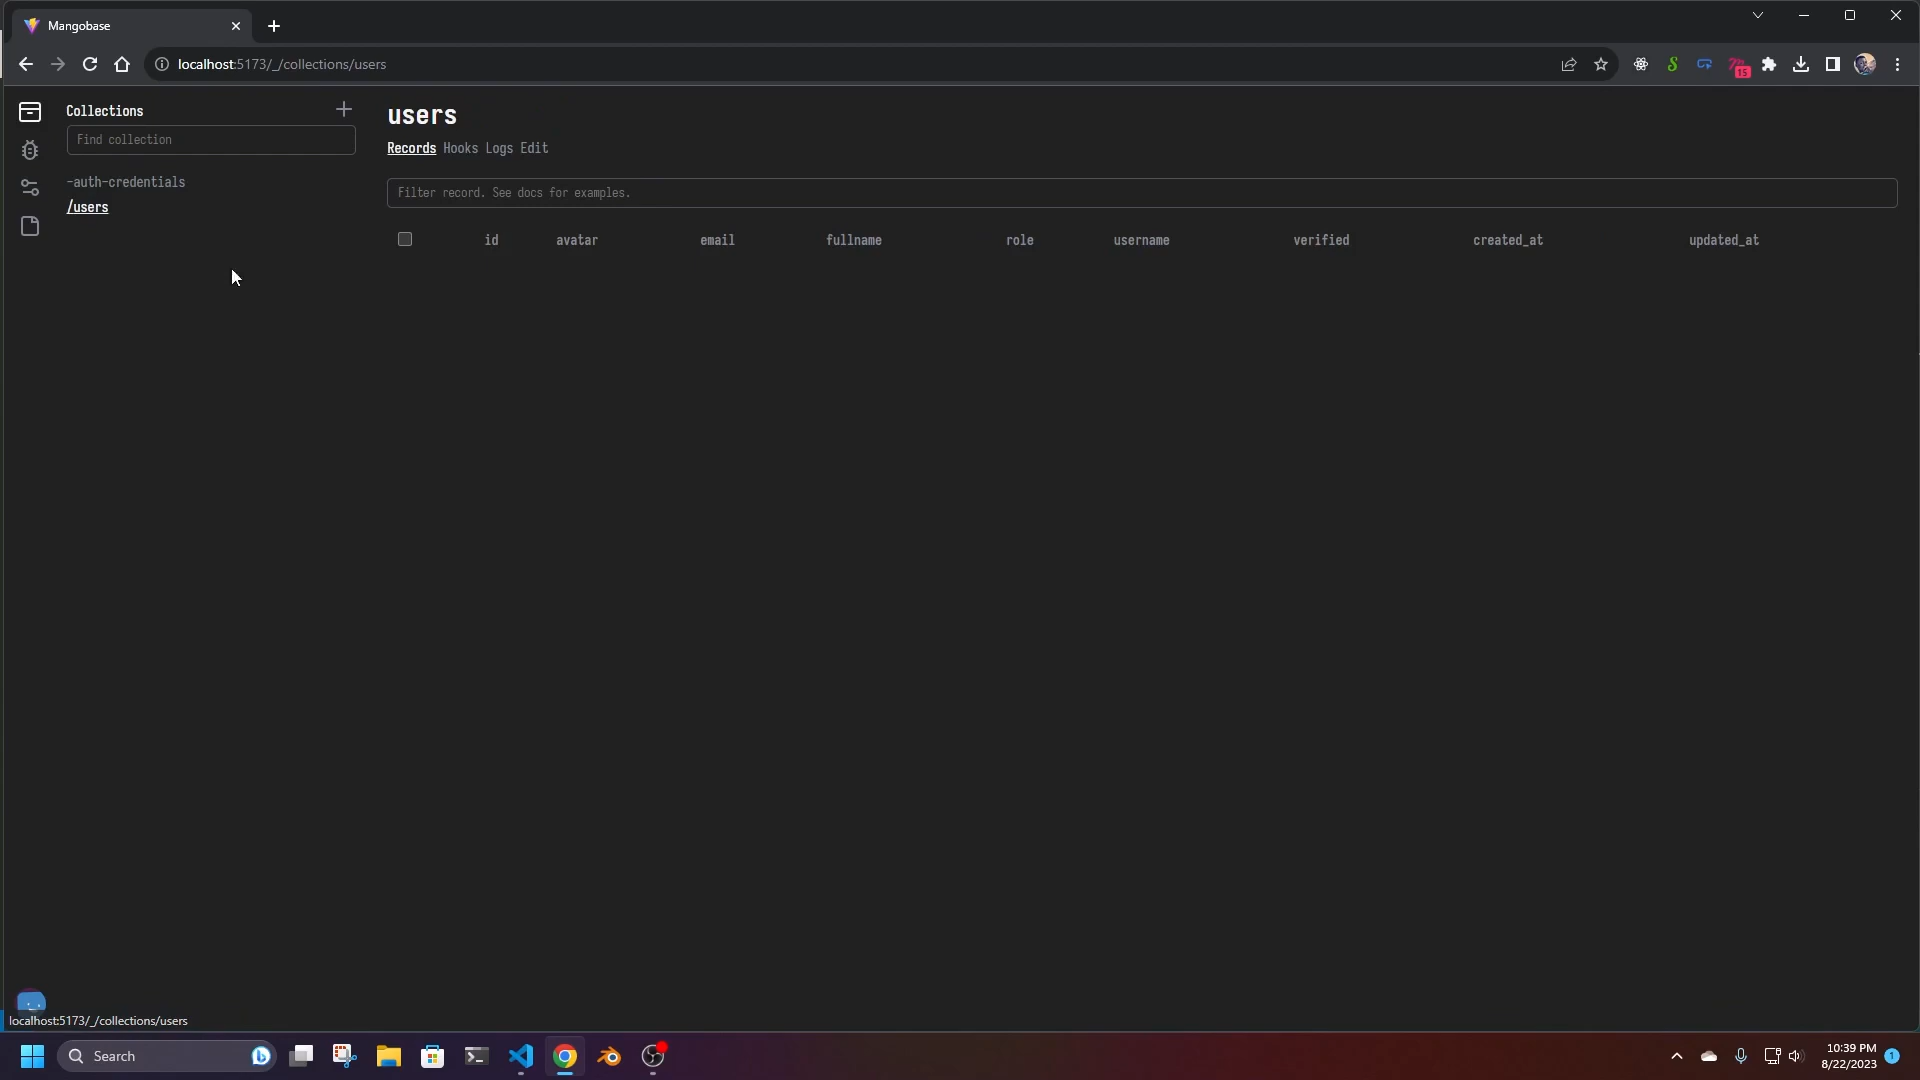 Mangobase
localhost:5173/_/collections/users
15
Collections
Find collection
-auth-credentials
/users
users
Records Hooks Logs Edit
Filter record. See docs for examples.
id avatar email fullname role username verified created_at updated_at
localhost:5173/_/collections/users
Search
10:39 PM
8/22/2023
1